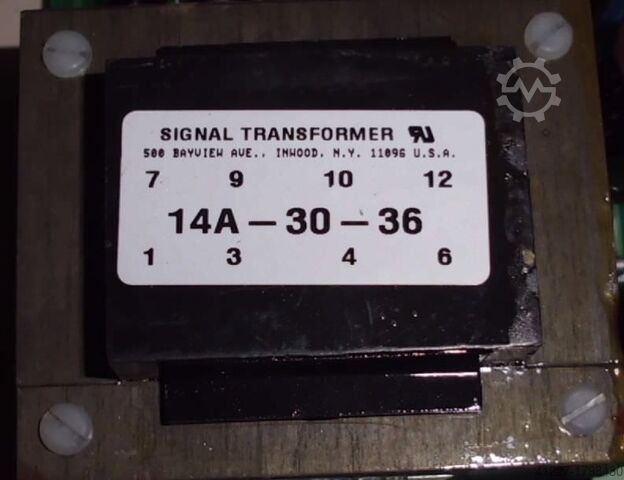 SIGNAL TRANSFORMER
500 BAYVIEW AVE., INWOOD, N.Y. 11096 U.S.A.
7 9 10 12
14A-30-36
1 3 4 6